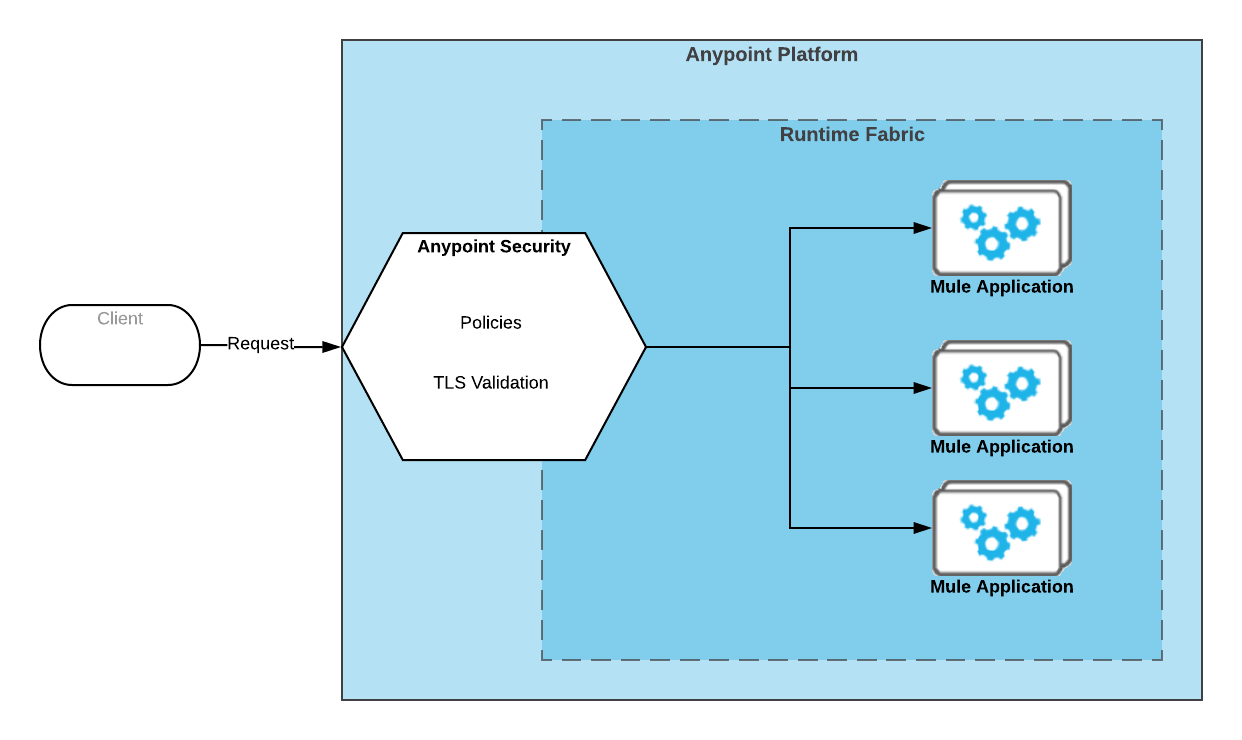 Anypoint Platform
Runtime Fabric
Anypoint Security
Policies
TLS Validation
Client
Request
Mule Application
Mule Application
Mule Application